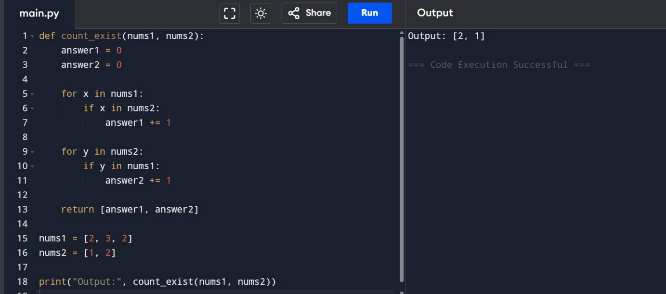 main.py
Share
Run
Output
1 def count_exist(nums1, nums2):
2     answer1 = 0
3     answer2 = 0
4
5     for x in nums1:
6         if x in nums2:
7             answer1 += 1
8
9     for y in nums2:
10         if y in nums1:
11             answer2 += 1
12
13     return [answer1, answer2]
14
15 nums1 = [2, 3, 2]
16 nums2 = [1, 2]
17
18 print("Output:", count_exist(nums1, nums2))
Output: [2, 1]
=== Code Execution Successful ===